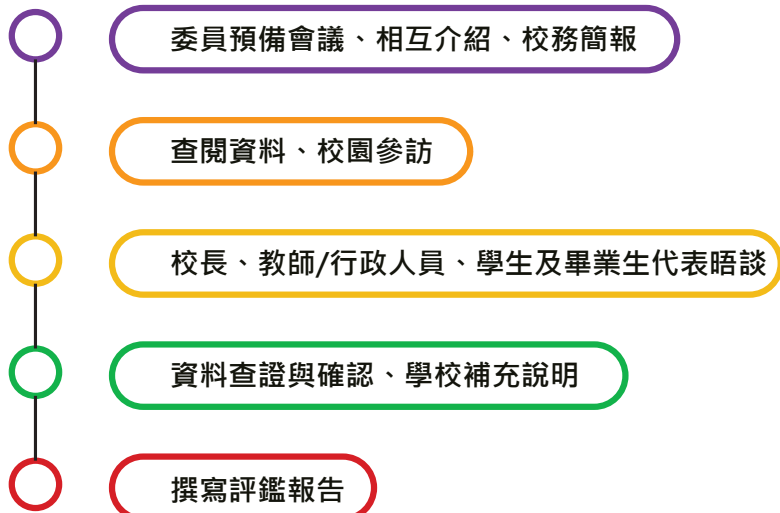 委員預備會議、相互介紹、校務簡報
查閱資料、校園參訪
校長、教師/行政人員、學生及畢業生代表晤談
資料查證與確認、學校補充說明
撰寫評鑑報告